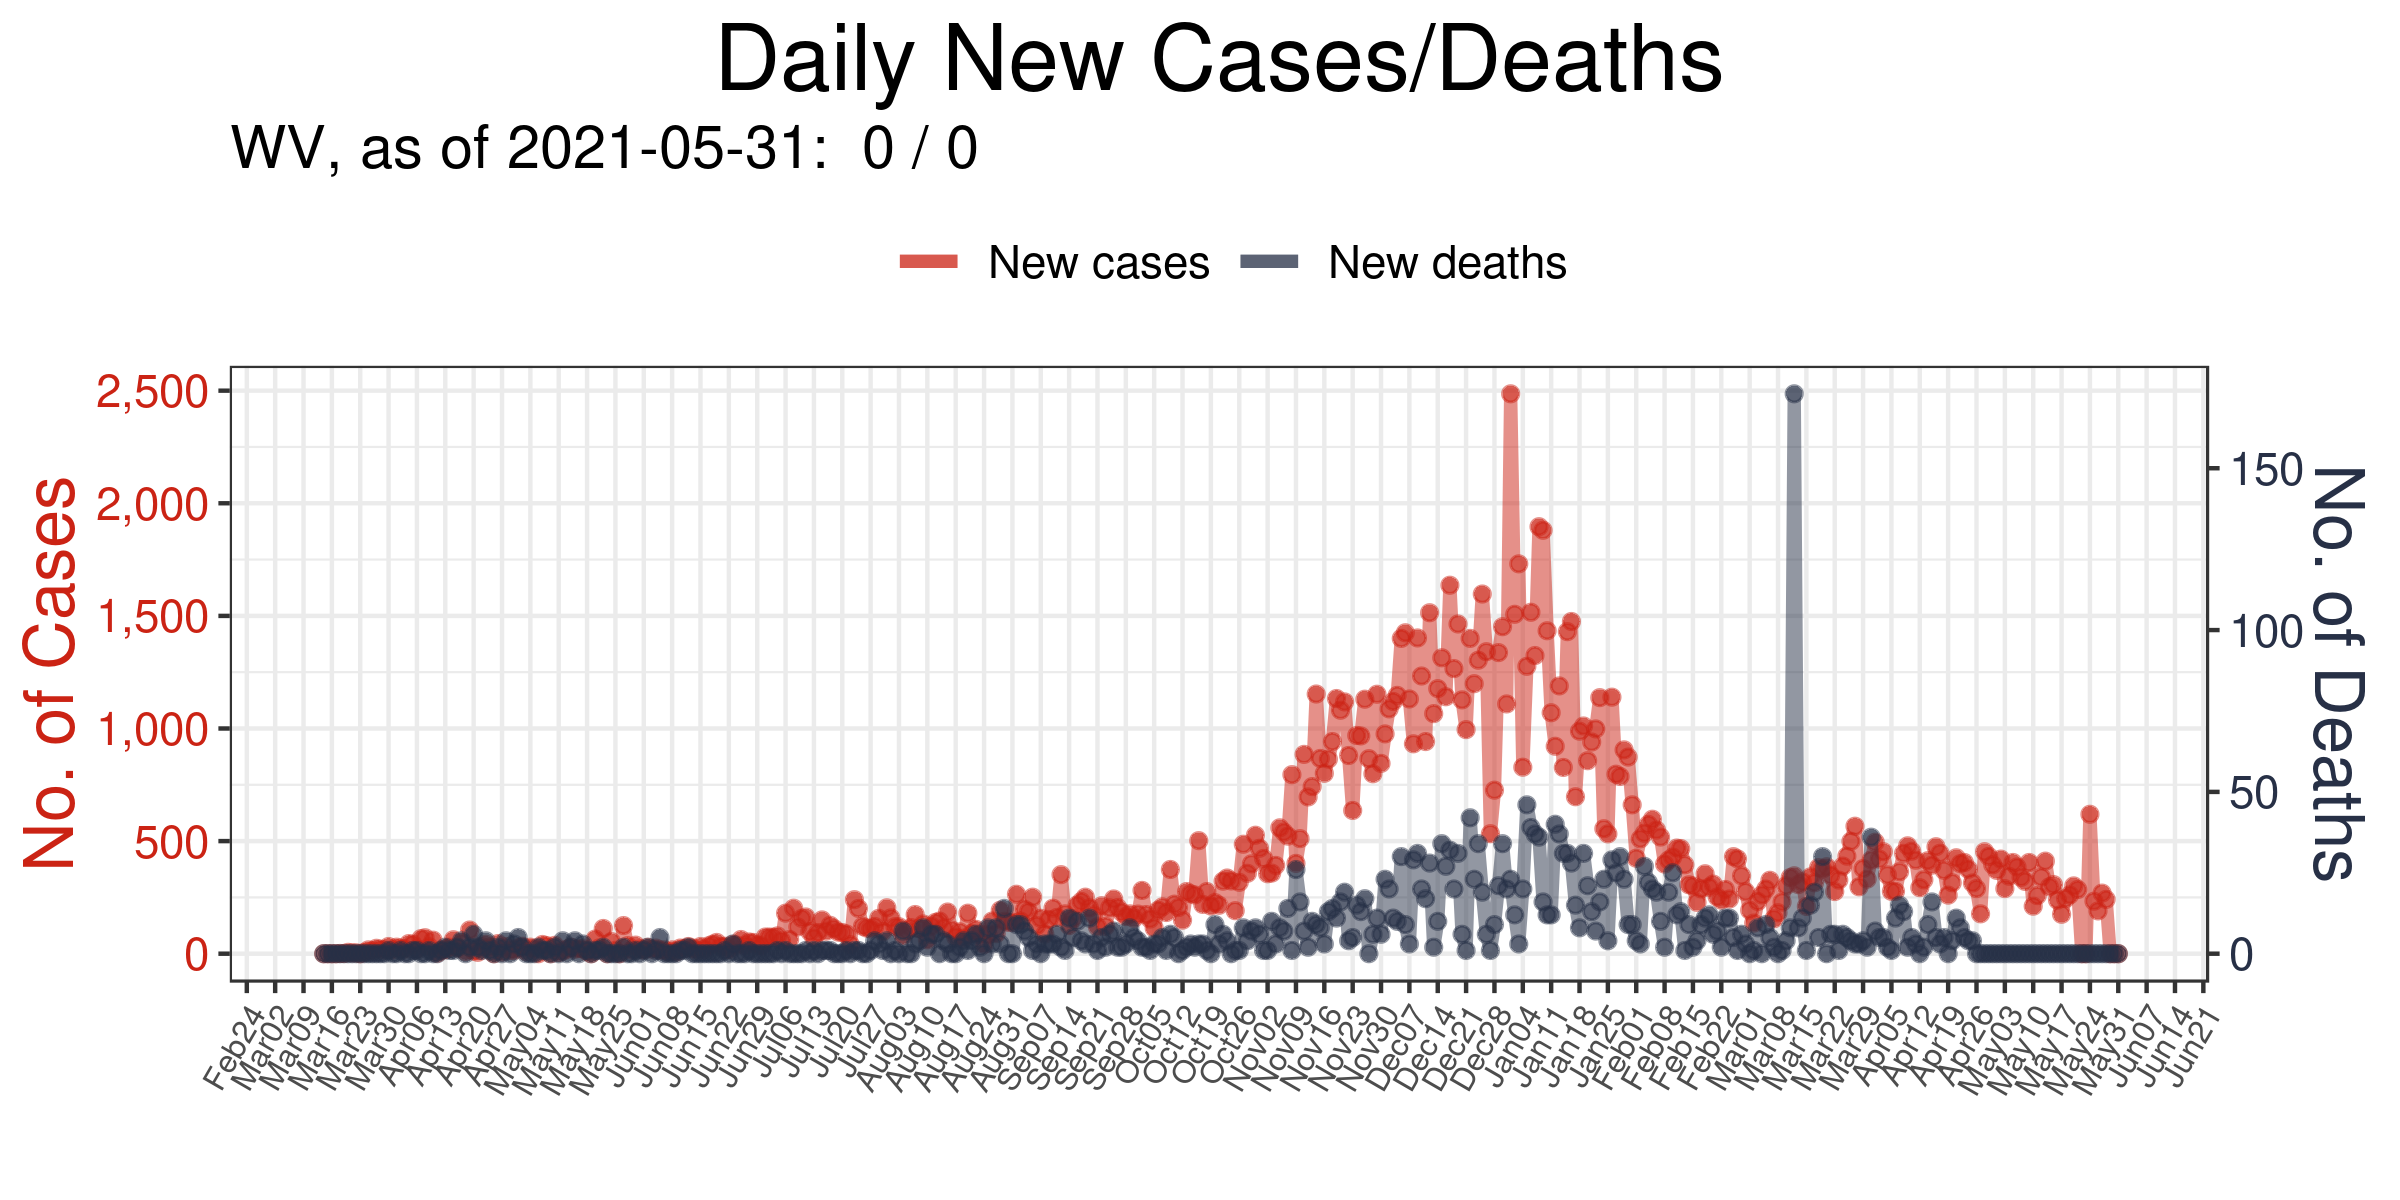 Daily New Cases/Deaths
WV, as of 2021-05-31:  0 / 0
New cases
New deaths
No. of Cases
2,500
2,000
1,500
1,000
500
0
150
100
50
0
No. of Deaths
Feb24
Mar02
Mar09
Mar16
Mar23
Mar30
Apr06
Apr13
Apr20
Apr27
May04
May11
May18
May25
Jun01
Jun08
Jun15
Jun22
Jun29
Jul06
Jul13
Jul20
Jul27
Aug03
Aug10
Aug17
Aug24
Aug31
Sep07
Sep14
Sep21
Sep28
Oct05
Oct12
Oct19
Oct26
Nov02
Nov09
Nov16
Nov23
Nov30
Dec07
Dec14
Dec21
Dec28
Jan04
Jan11
Jan18
Jan25
Feb01
Feb08
Feb15
Feb22
Mar01
Mar08
Mar15
Mar22
Mar29
Apr05
Apr12
Apr19
Apr26
May03
May10
May17
May24
May31
Jun07
Jun14
Jun21